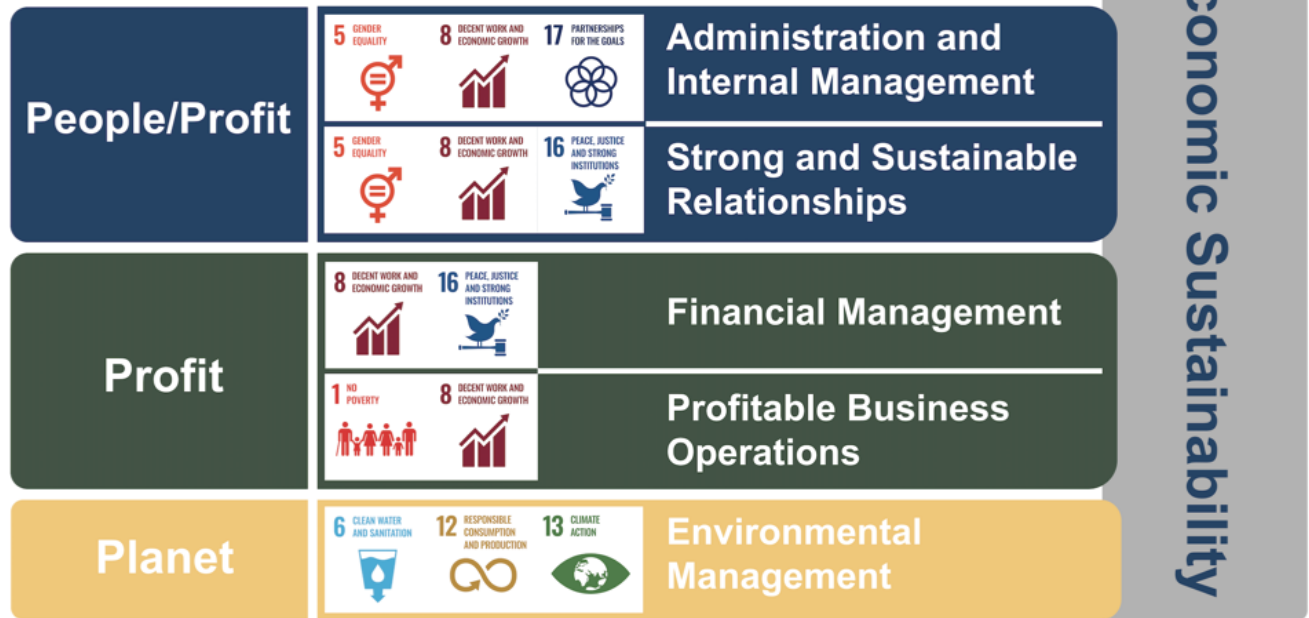 People/Profit
5 GENDER
EQUALITY
8 DECENT WORK AND
ECONOMIC GROWTH
17 PARTNERSHIPS
FOR THE GOALS
Administration and
Internal Management
5 GENDER
EQUALITY
8 DECENT WORK AND
ECONOMIC GROWTH
16 PEACE, JUSTICE
AND STRONG
INSTITUTIONS
Strong and Sustainable
Relationships
Profit
8 DECENT WORK AND
ECONOMIC GROWTH
16 PEACE, JUSTICE
AND STRONG
INSTITUTIONS
Financial Management
1 NO
POVERTY
8 DECENT WORK AND
ECONOMIC GROWTH
Profitable Business
Operations
Planet
6 CLEAN WATER
AND SANITATION
12 RESPONSIBLE
CONSUMPTION
AND PRODUCTION
13 CLIMATE
ACTION
Environmental
Management
conomic Sustainability